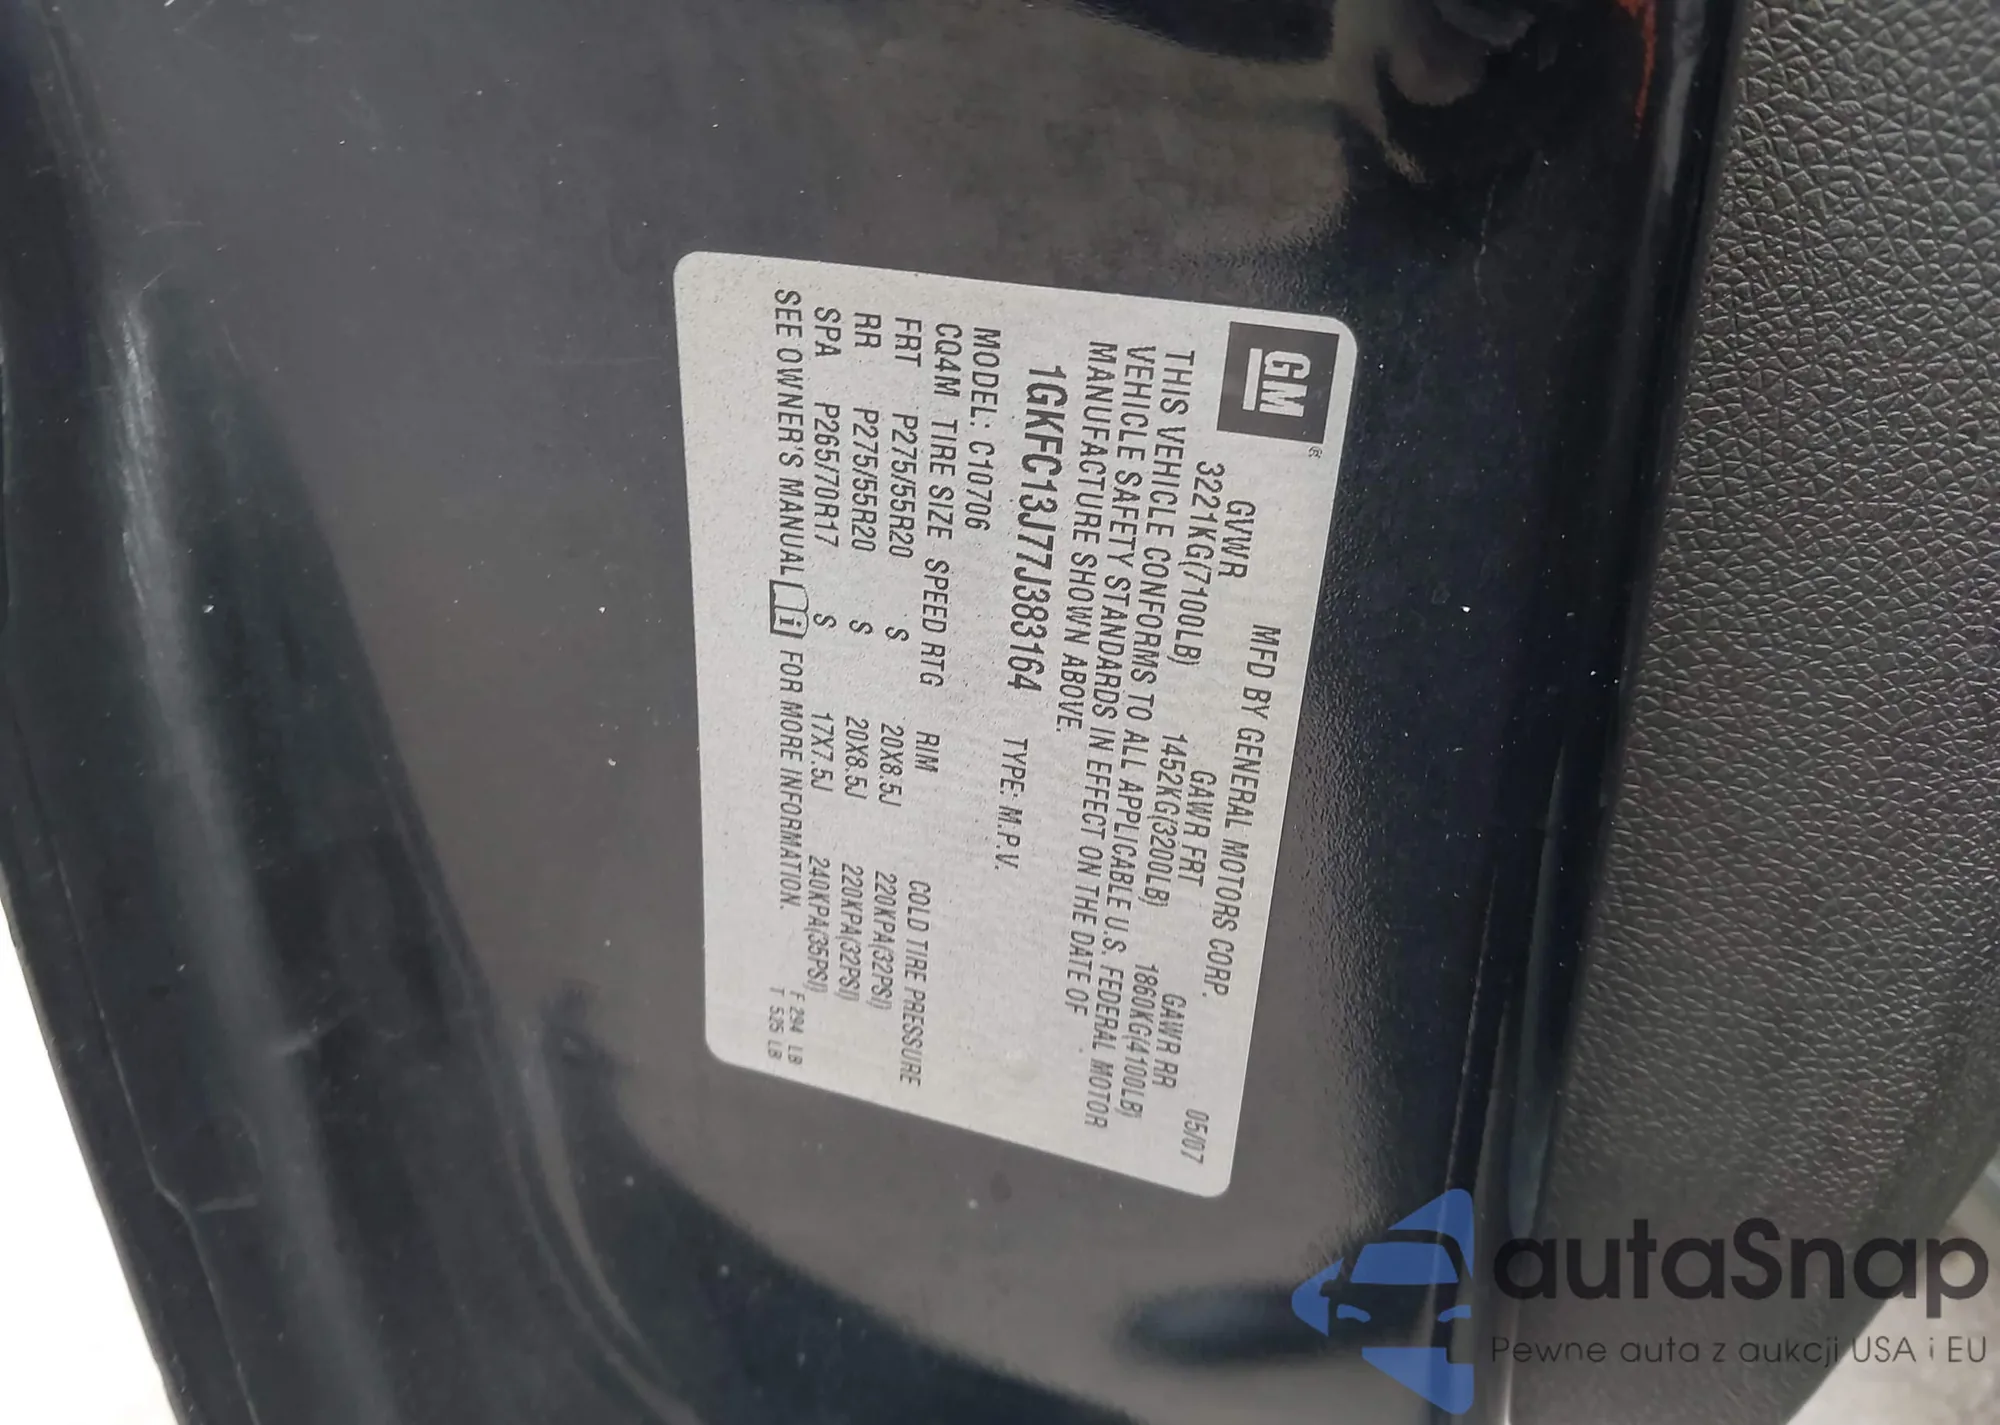 GM®
MFD BY GENERAL MOTORS CORP. 05/07
GVWR GAWR FRT GAWR RR
3221KG(7100LB) 1452KG(3200LB) 1860KG(4100LB)
THIS VEHICLE CONFORMS TO ALL APPLICABLE U.S. FEDERAL MOTOR
VEHICLE SAFETY STANDARDS IN EFFECT ON THE DATE OF
MANUFACTURE SHOWN ABOVE.
1GKFC13J77J383164 TYPE: M.P.V.
MODEL: C10706
CQ4M TIRE SIZE SPEED RTG RIM COLD TIRE PRESSURE
FRT P275/55R20 S 20X8.5J 220KPA(32PSI)
RR P275/55R20 S 20X8.5J 220KPA(32PSI)
SPA P265/70R17 S 17X7.5J 240KPA(35PSI)
SEE OWNER'S MANUAL i FOR MORE INFORMATION.
F 294 LB
T 525 LB
autaSnap
Pewne auta z aukcji USA i EU